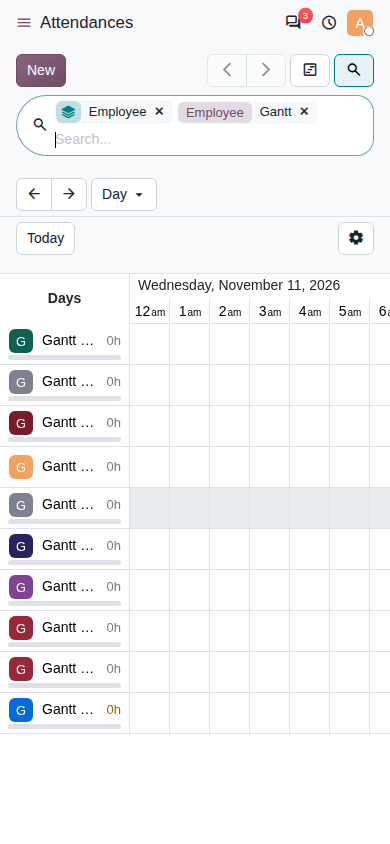 Attendances
3
A
New
Employee
Employee Gantt
Search...
Day
Today
Days
Wednesday, November 11, 2026
12am 1am 2am 3am 4am 5am 6a
G Gantt ... 0h
G Gantt ... 0h
G Gantt ... 0h
G Gantt ... 0h
G Gantt ... 0h
G Gantt ... 0h
G Gantt ... 0h
G Gantt ... 0h
G Gantt ... 0h
G Gantt ... 0h